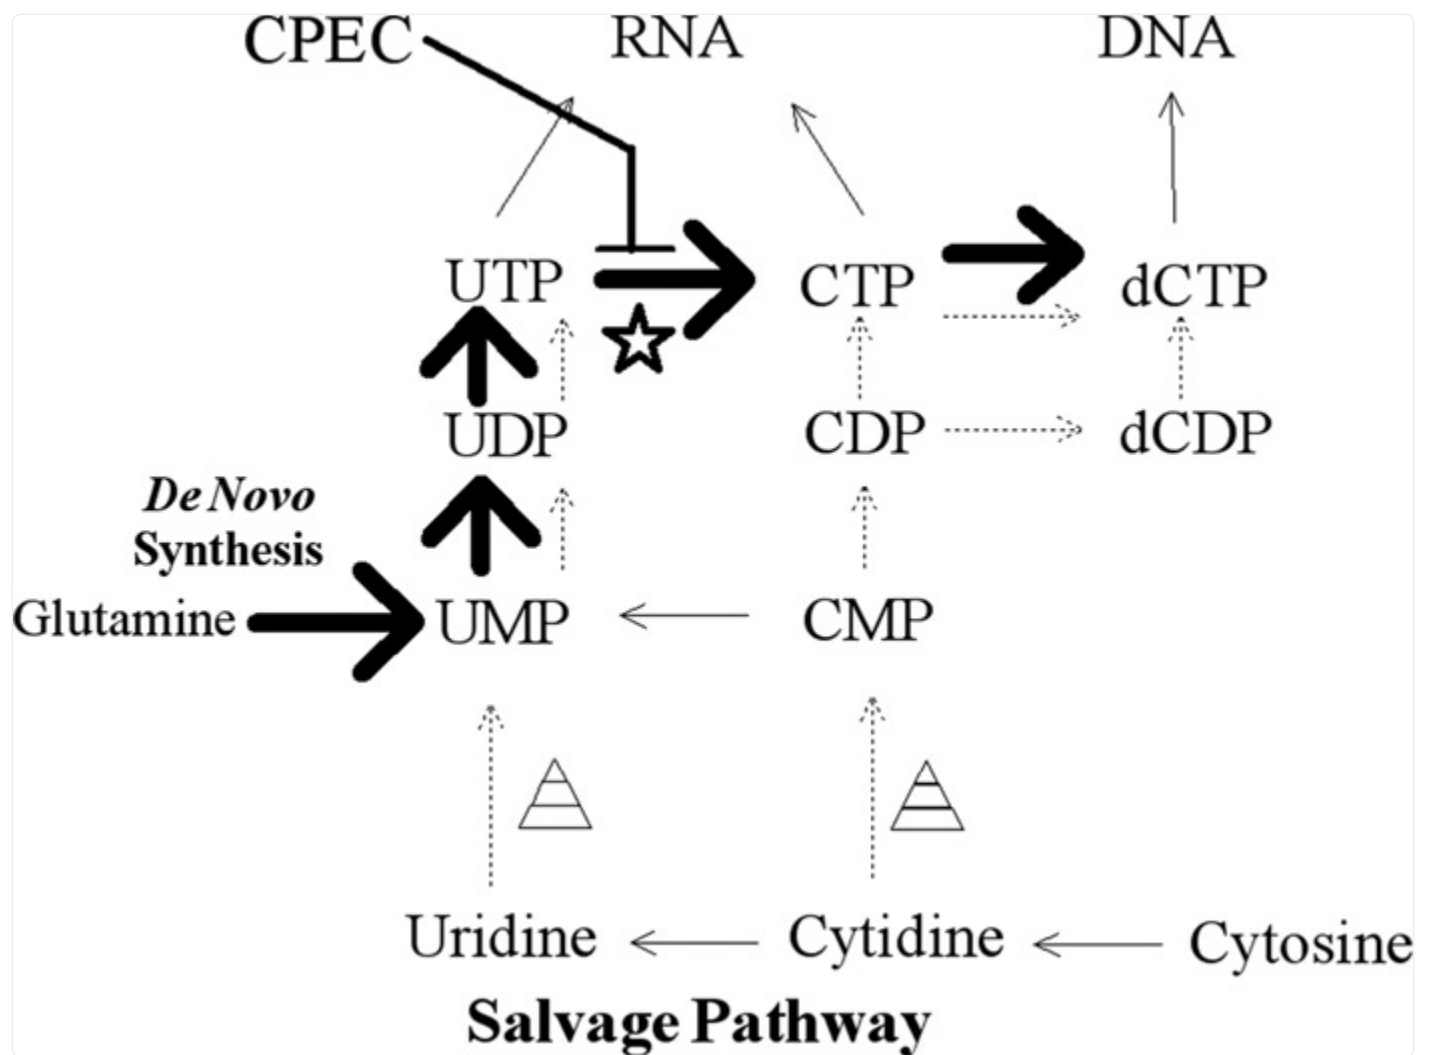 CPEC RNA DNA
UTP CTP dCTP
UDP CDP dCDP
De Novo
Synthesis
Glutamine UMP CMP
Uridine Cytidine Cytosine
Salvage Pathway